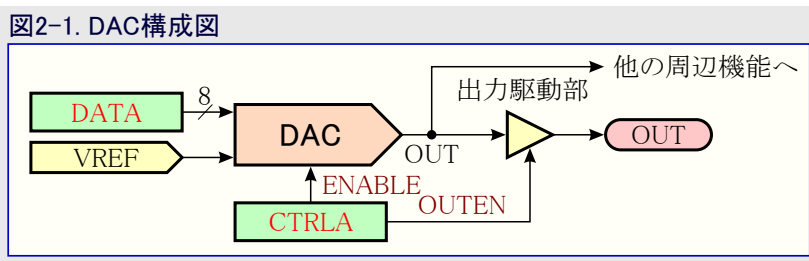 図2-1. DAC構成図
他の周辺機能へ
出力駆動部
DATA
8
DAC
OUT
OUT
VREF
ENABLE
OUTEN
CTRLA